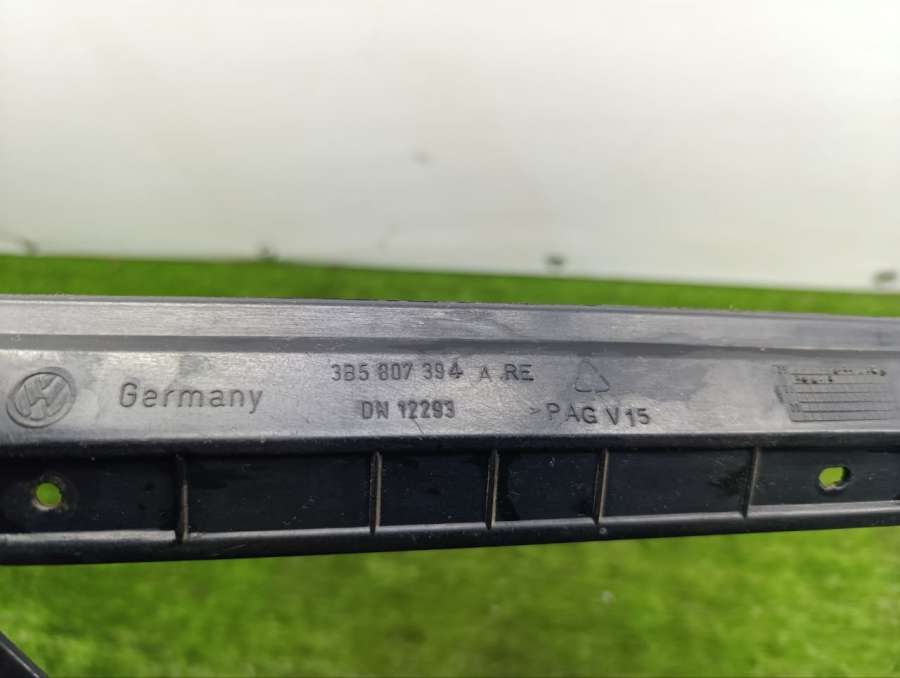 Germany
3B5 807 394 A RE
DN 12293
>PAG V15